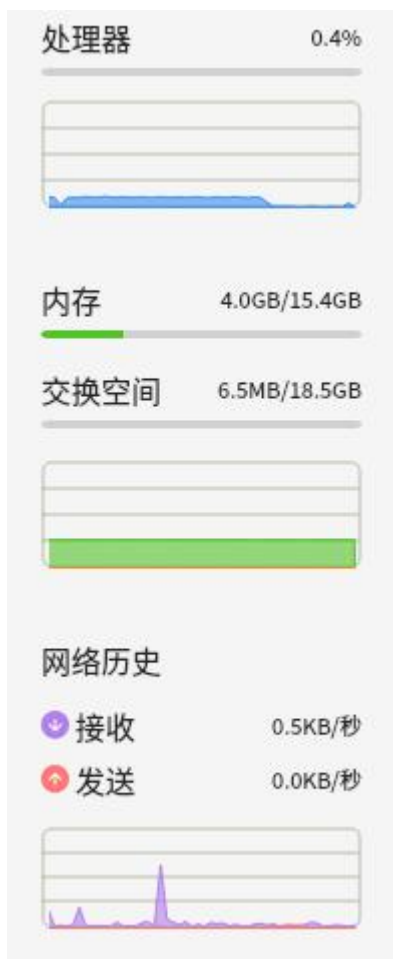 处理器 0.4%
内存 4.0GB/15.4GB
交换空间 6.5MB/18.5GB
网络历史
接收 0.5KB/秒
发送 0.0KB/秒